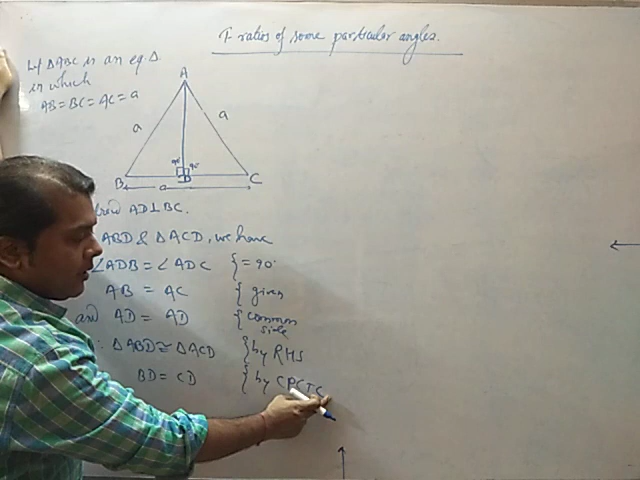 T ratios of some particular angles.
Let ΔABC is an eq Δ
in which
AB = BC = AC = a
A
a
a
90°
90°
B
D
C
a
Draw AD⊥BC.
ABD & ΔACD, we have
∠ADB = ∠ADC { = 90°
AB = AC { given
and AD = AD { common side
∴ ΔABD ≅ ΔACD } by RHS
BD = CD } by CPCTC